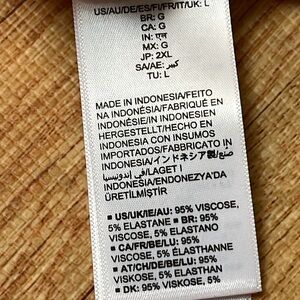 US/AU/DE/ES/FI/FR/IT/UK: L
BR: G
CA: G
IN: एल
MX: G
JP: 2XL
SA/AE: كبير
TU: L
MADE IN INDONESIA/FEITO
NA INDONÉSIA/FABRIQUÉ EN
INDONÉSIE/IN INDONESIEN
HERGESTELLT/HECHO EN
INDONESIA CON INSUMOS
IMPORTADOS/FABBRICATO IN
INDONESIA/インドネシア製/صنع
في إندونيسيا/LAGET I
INDONESIA/ENDONEZYA'DA
ÜRETİLMİŞTİR
■ US/UK/IE/AU: 95% VISCOSE,
5% ELASTANE ■ BR: 95%
VISCOSE, 5% ELASTANO
■ CA/FR/BE/LU: 95%
VISCOSE, 5% ÉLASTHANNE
■ AT/CH/DE/BE/LU: 95%
VISKOSE, 5% ELASTHAN
■ DK: 95% VISKOSE, 5%